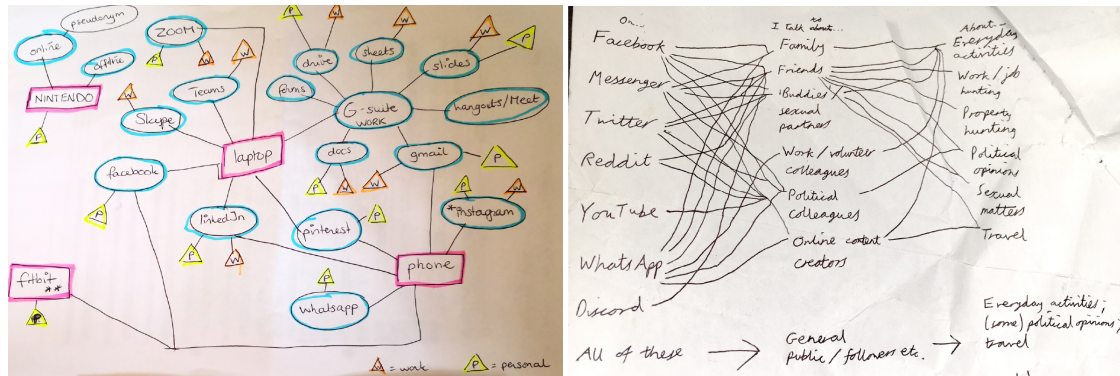 pseudonym
online
offline
NINTENDO
P
ZOOM
P
W
W
Teams
W
Skype
facebook
P
laptop
P
W
drive
W
sheets
W
slides
P
forms
G-suite
WORK
hangouts/Meet
docs
P
W
gmail
W
P
P
W
*instagram
linkedIn
P
W
pinterest
P
phone
P
whatsapp
fitbit
**
P
W = work
P = personal
On...
Facebook
Messenger
Twitter
Reddit
YouTube
WhatsApp
Discord
All of these
I talk to
about...
Family
Friends
'Buddies'/
sexual
partners
Work/volunteer
colleagues
Political
colleagues
Online content
creators
General
public/followers etc.
About...
Everyday
activities
Work/job
hunting
Property
hunting
Political
opinions
Sexual
matters
Travel
Everyday activities;
(some) political opinions;
travel